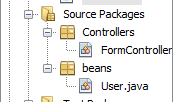 Source Packages
Controllers
FormController
beans
User.java